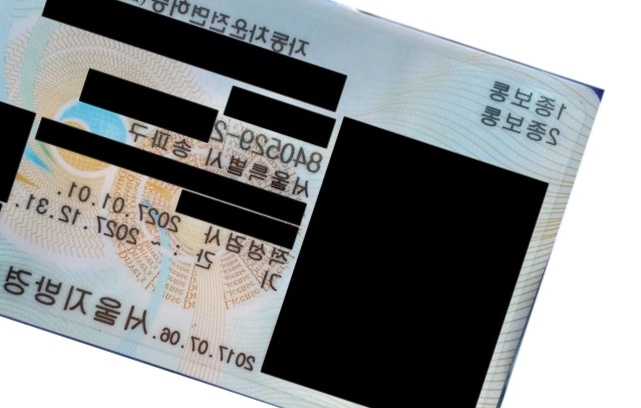 자동차운전면허증
1종보통
2종보통
840529-2
서울특별시 송파구
적성검사 2027.01.01.
기 간 : ~ 2027.12.31.
2017.07.06.
서울지방경